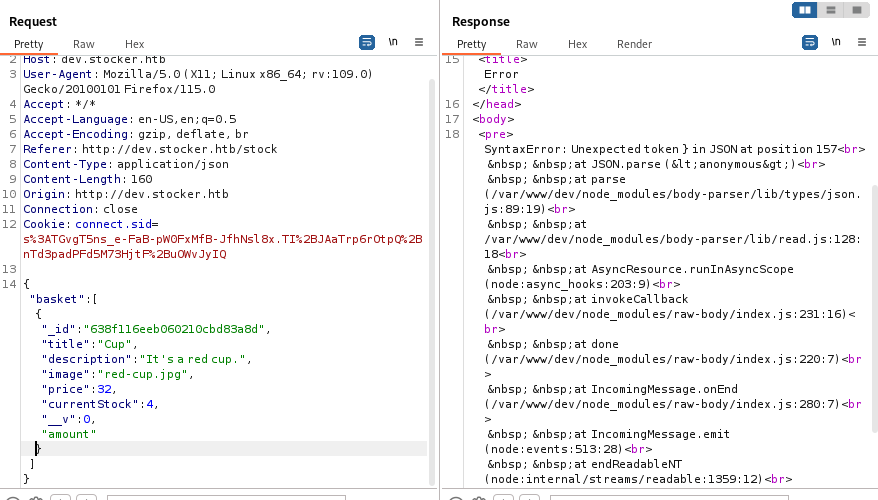 Request
Pretty Raw Hex
\n
2 Host: dev.stocker.htb
3 User-Agent: Mozilla/5.0 (X11; Linux x86_64; rv:109.0)
Gecko/20100101 Firefox/115.0
4 Accept: */*
5 Accept-Language: en-US,en;q=0.5
6 Accept-Encoding: gzip, deflate, br
7 Referer: http://dev.stocker.htb/stock
8 Content-Type: application/json
9 Content-Length: 160
10 Origin: http://dev.stocker.htb
11 Connection: close
12 Cookie: connect.sid=
s%3ATGvgT5ns_e-FaB-pWOFxMfB-JfhNsl8x.TI%2BJAaTrp6rOtpQ%2B
nTd3padPFd5M73HjtF%2BuOWvJyIQ
13
14 {
"basket":[
{
"_id":"638f116eeb060210cbd83a8d",
"title":"Cup",
"description":"It's a red cup.",
"image":"red-cup.jpg",
"price":32,
"currentStock":4,
"__v":0,
"amount"
}
]
}
Response
Pretty Raw Hex Render
\n
15 <title>
Error
</title>
16 </head>
17 <body>
18 <pre>
SyntaxError: Unexpected token } in JSON at position 157<br>
&nbsp; &nbsp;at JSON.parse (&lt;anonymous&gt;)<br>
&nbsp; &nbsp;at parse
(/var/www/dev/node_modules/body-parser/lib/types/json.
js:89:19)<br>
&nbsp; &nbsp;at
/var/www/dev/node_modules/body-parser/lib/read.js:128:
18<br>
&nbsp; &nbsp;at AsyncResource.runInAsyncScope
(node:async_hooks:203:9)<br>
&nbsp; &nbsp;at invokeCallback
(/var/www/dev/node_modules/raw-body/index.js:231:16)<
br>
&nbsp; &nbsp;at done
(/var/www/dev/node_modules/raw-body/index.js:220:7)<br
>
&nbsp; &nbsp;at IncomingMessage.onEnd
(/var/www/dev/node_modules/raw-body/index.js:280:7)<br
>
&nbsp; &nbsp;at IncomingMessage.emit
(node:events:513:28)<br>
&nbsp; &nbsp;at endReadableNT
(node:internal/streams/readable:1359:12)<br>